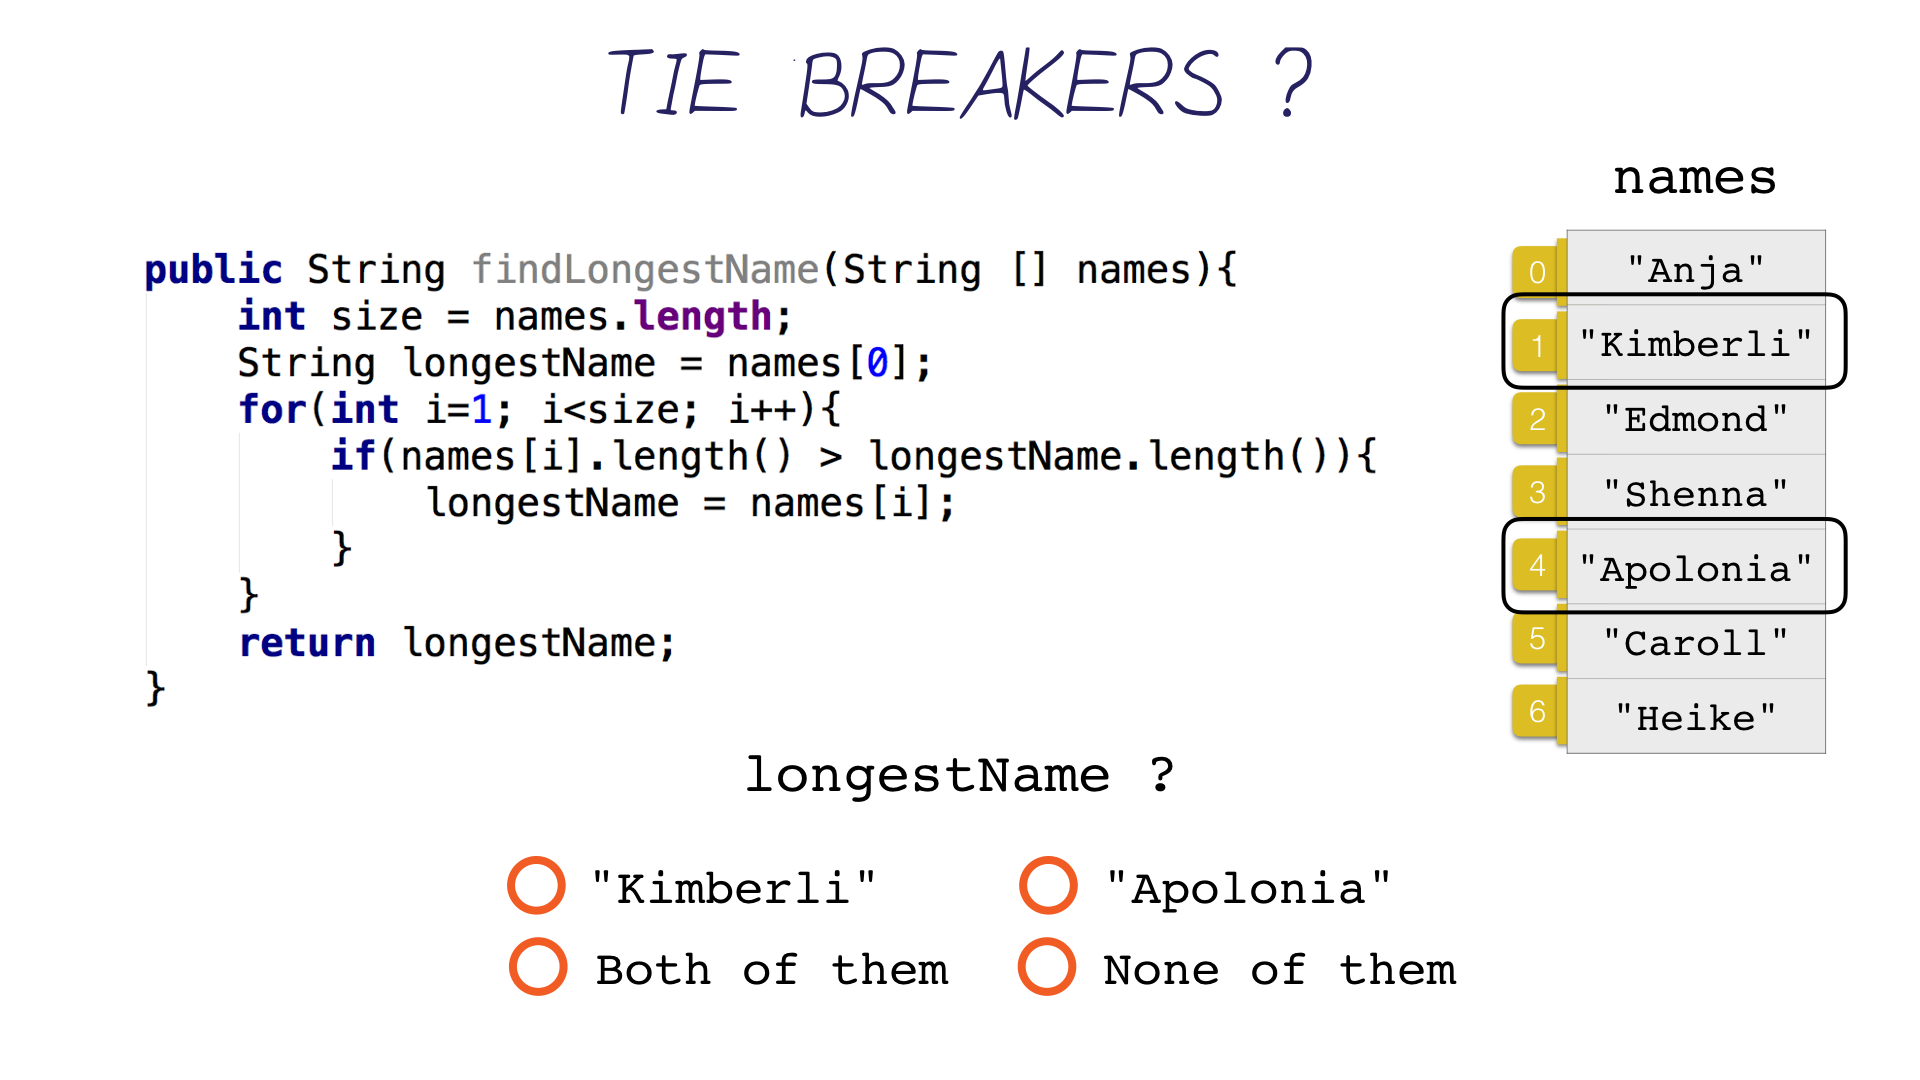 TIE BREAKERS ?
names
public String findLongestName(String [] names){
int size = names.length;
String longestName = names[0];
for(int i=1; i<size; i++){
if(names[i].length() > longestName.length()){
longestName = names[i];
}
}
return longestName;
}
0 "Anja"
1 "Kimberli"
2 "Edmond"
3 "Shenna"
4 "Apolonia"
5 "Caroll"
6 "Heike"
longestName ?
"Kimberli" "Apolonia"
Both of them None of them